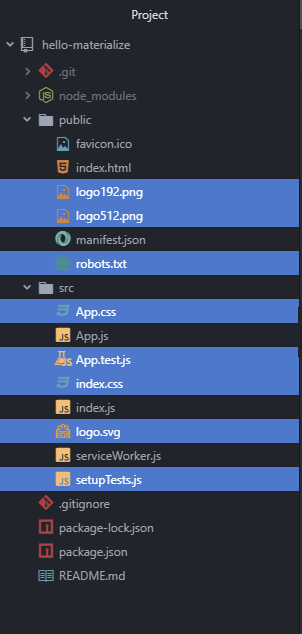 Project
hello-materialize
.git
node_modules
public
favicon.ico
index.html
logo192.png
logo512.png
manifest.json
robots.txt
src
App.css
App.js
App.test.js
index.css
index.js
logo.svg
serviceWorker.js
setupTests.js
.gitignore
package-lock.json
package.json
README.md